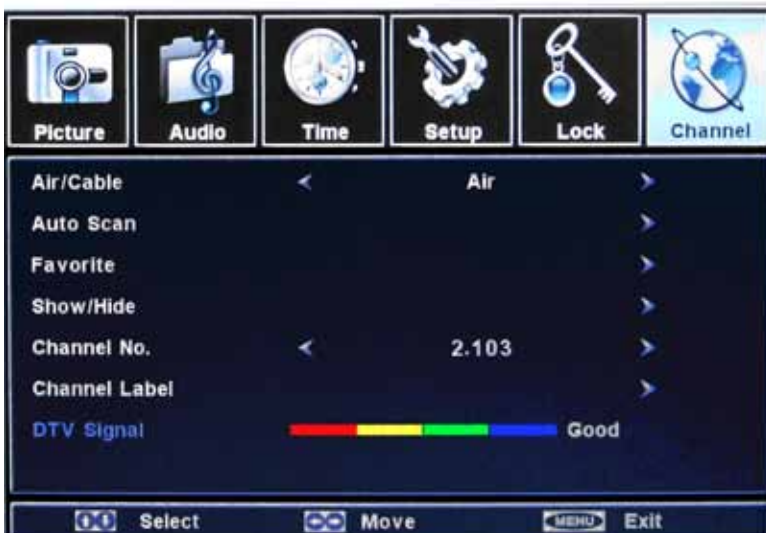 Picture Audio Time Setup Lock Channel
Air/Cable Air
Auto Scan
Favorite
Show/Hide
Channel No. 2.103
Channel Label
DTV Signal Good
Select Move MENU Exit